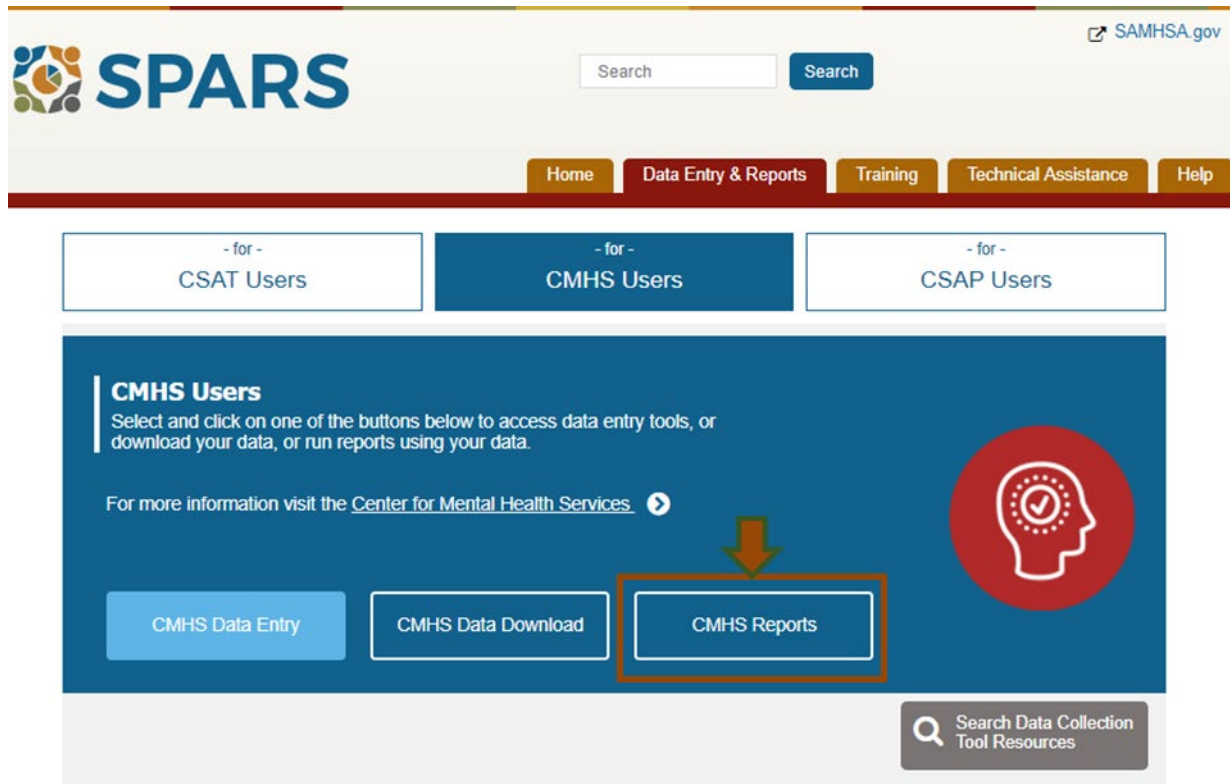 SAMHSA.gov
SPARS
Search
Search
Home
Data Entry & Reports
Training
Technical Assistance
Help
- for -
CSAT Users
- for -
CMHS Users
- for -
CSAP Users
CMHS Users
Select and click on one of the buttons below to access data entry tools, or
download your data, or run reports using your data.
For more information visit the Center for Mental Health Services
CMHS Data Entry
CMHS Data Download
CMHS Reports
Search Data Collection
Tool Resources